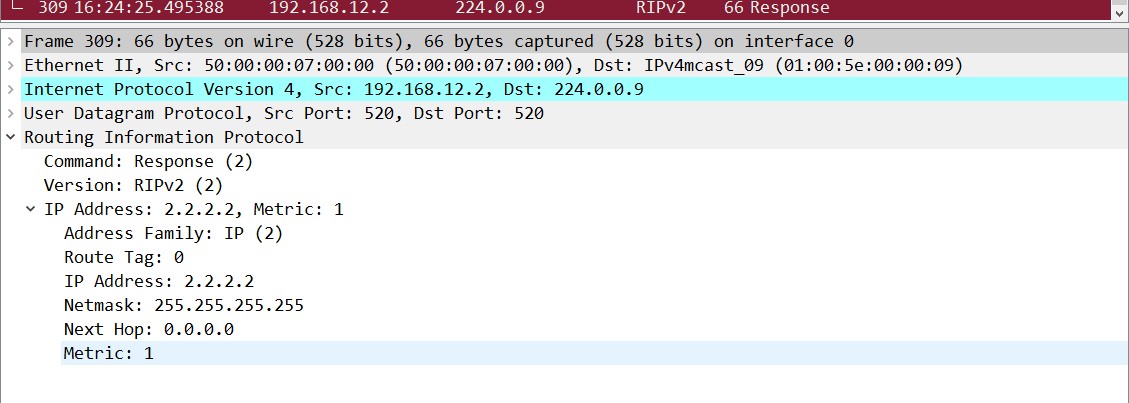 309 16:24:25.495388 192.168.12.2 224.0.0.9 RIPv2 66 Response
Frame 309: 66 bytes on wire (528 bits), 66 bytes captured (528 bits) on interface 0
Ethernet II, Src: 50:00:00:07:00:00 (50:00:00:07:00:00), Dst: IPv4mcast_09 (01:00:5e:00:00:09)
Internet Protocol Version 4, Src: 192.168.12.2, Dst: 224.0.0.9
User Datagram Protocol, Src Port: 520, Dst Port: 520
Routing Information Protocol
Command: Response (2)
Version: RIPv2 (2)
IP Address: 2.2.2.2, Metric: 1
Address Family: IP (2)
Route Tag: 0
IP Address: 2.2.2.2
Netmask: 255.255.255.255
Next Hop: 0.0.0.0
Metric: 1